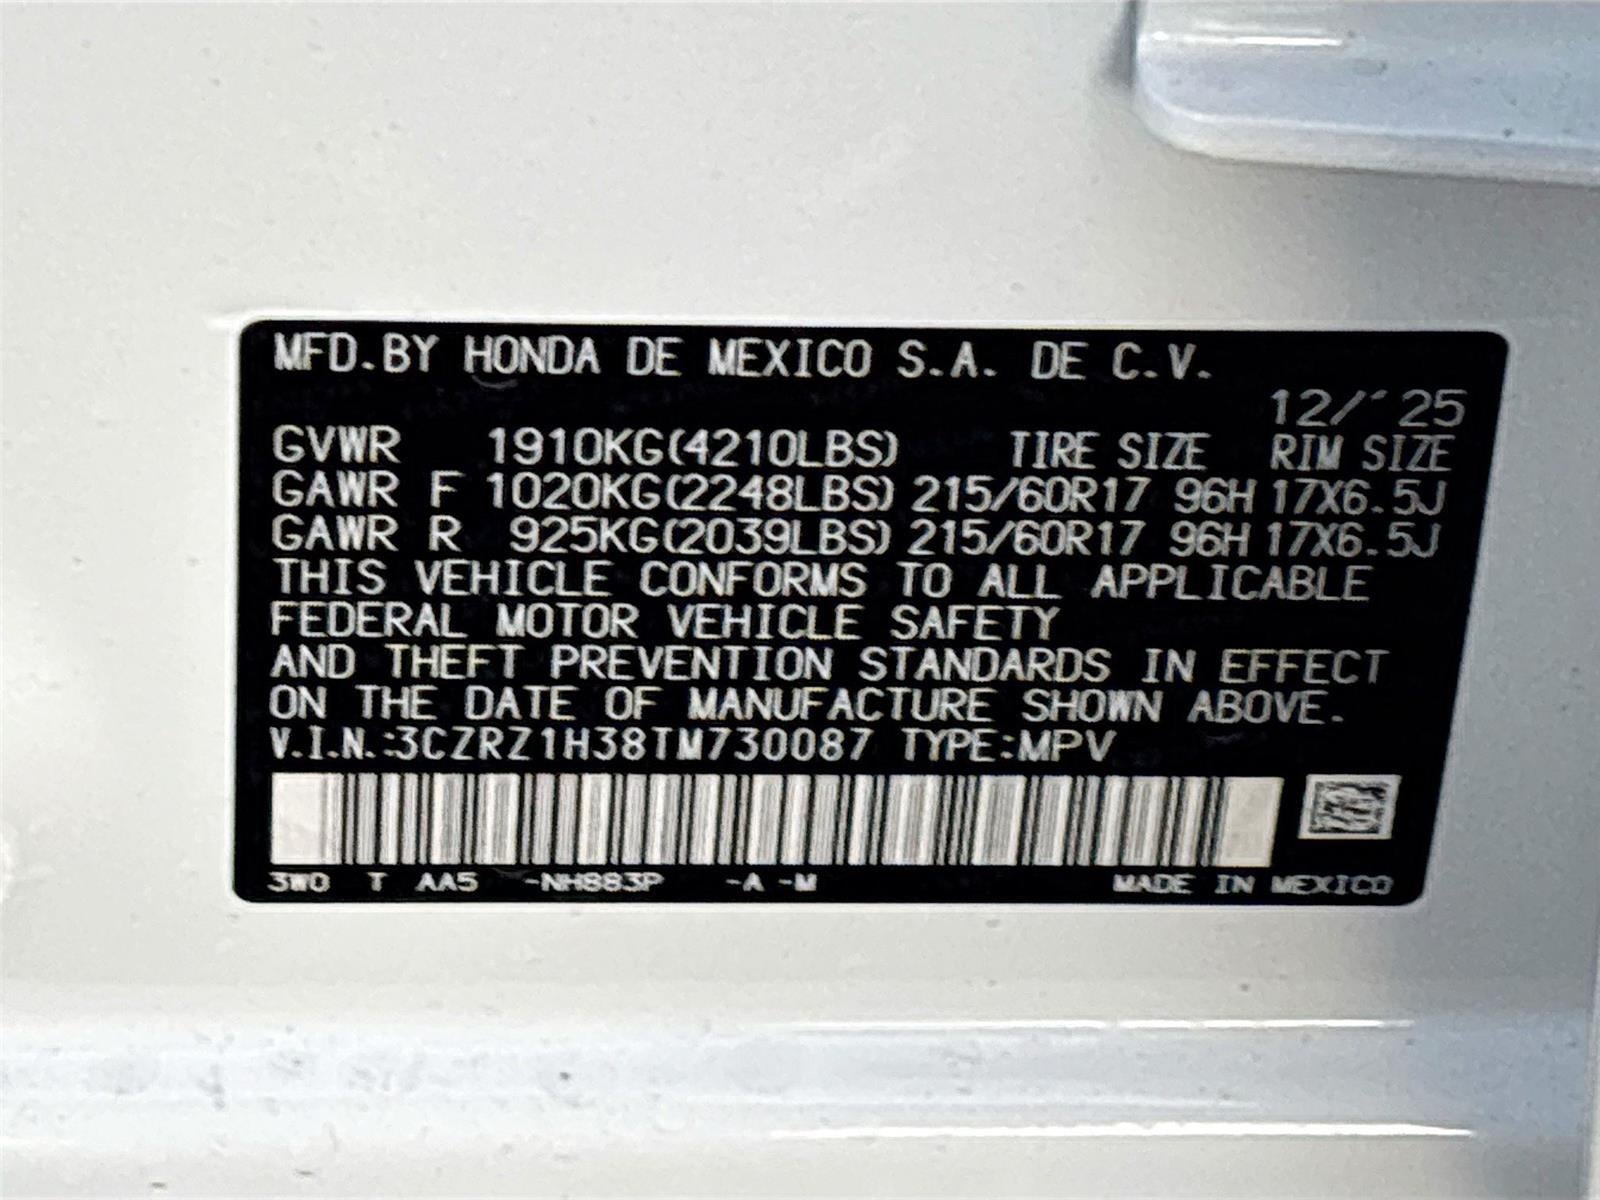 MFD.BY HONDA DE MEXICO S.A. DE C.V.
12/ 25
GVWR 1910KG(4210LBS) TIRE SIZE RIM SIZE
GAWR F 1020KG(2248LBS) 215/60R17 96H 17X6.5J
GAWR R 925KG(2039LBS) 215/60R17 96H 17X6.5J
THIS VEHICLE CONFORMS TO ALL APPLICABLE
FEDERAL MOTOR VEHICLE SAFETY
AND THEFT PREVENTION STANDARDS IN EFFECT
ON THE DATE OF MANUFACTURE SHOWN ABOVE.
V.I.N.:3CZRZ1H38TM730087 TYPE:MPV
3W0 T AA5 -NH883P -A -M MADE IN MEXICO